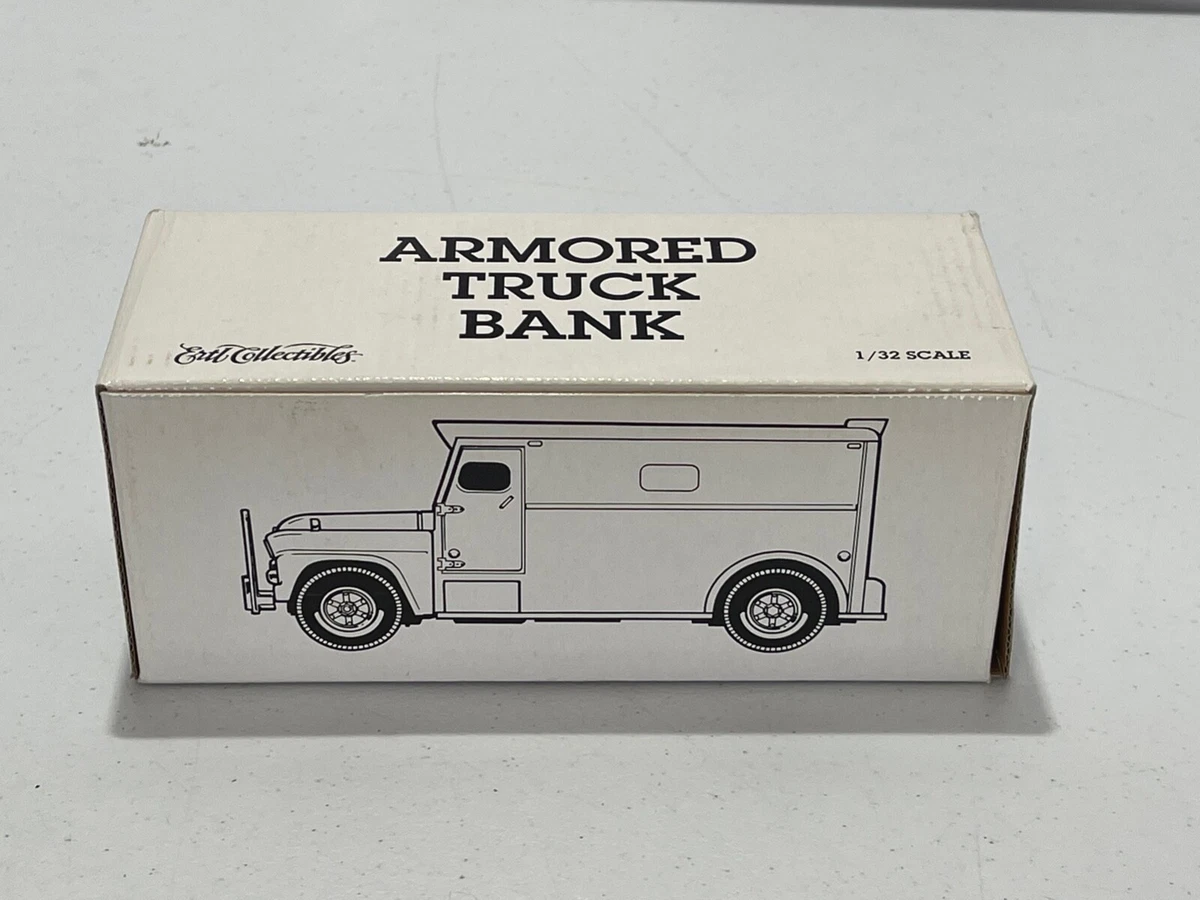 ARMORED
TRUCK
BANK
Ertl Collectibles
1/32 SCALE